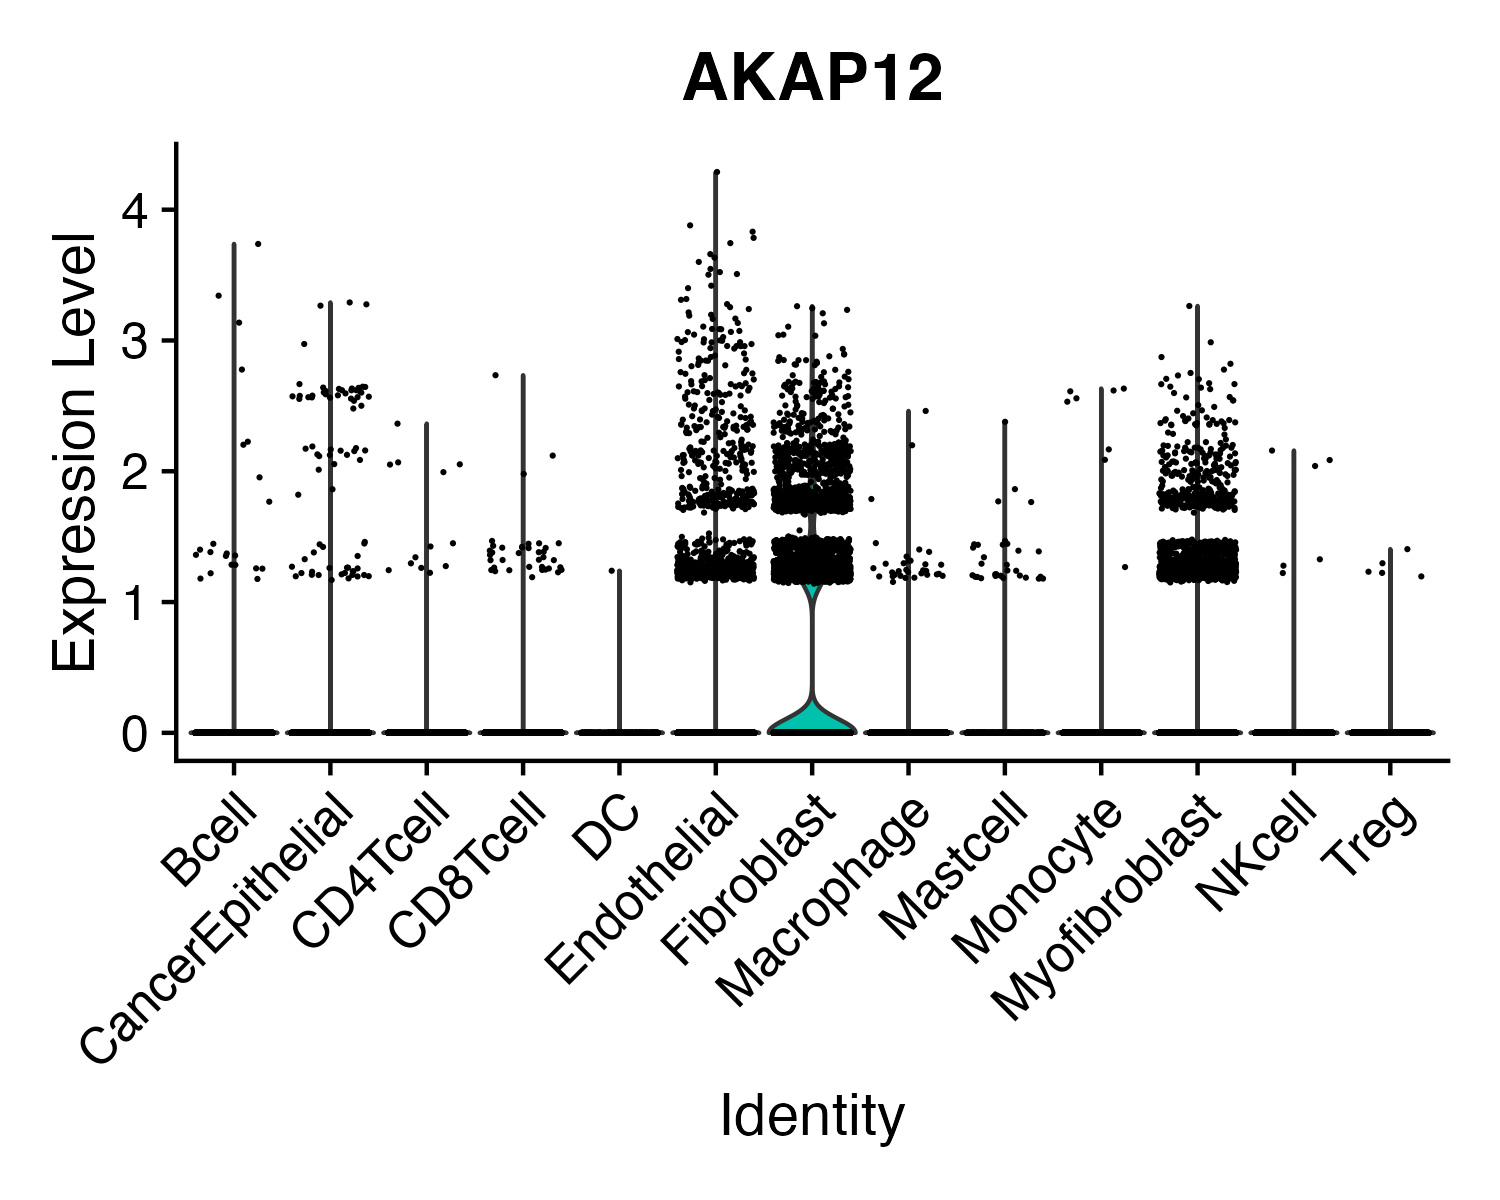 AKAP12
Expression Level
4
3
2
1
0
Bcell
CancerEpithelial
CD4Tcell
CD8Tcell
DC
Endothelial
Fibroblast
Macrophage
Mastcell
Monocyte
Myofibroblast
NKcell
Treg
Identity